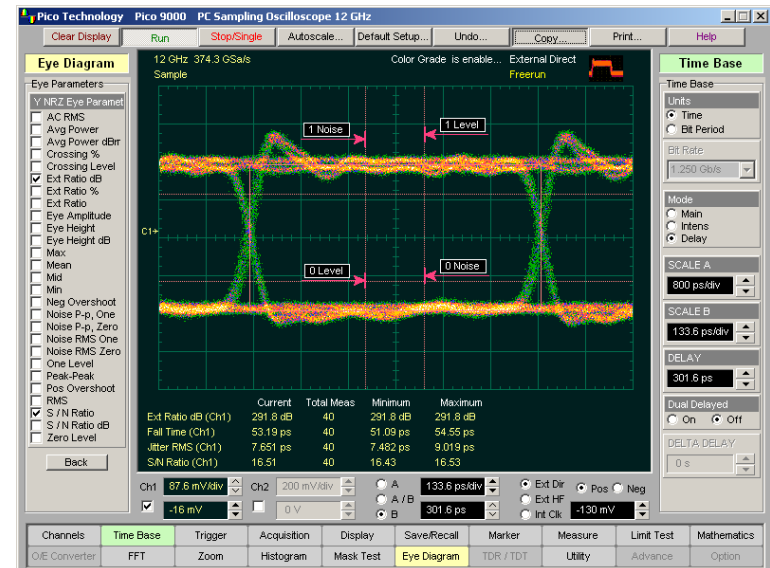 Pico Technology   Pico 9000   PC Sampling Oscilloscope 12 GHz
Clear Display   Run   Stop/Single   Autoscale...   Default Setup...   Undo...   Copy...   Print...   Help
Eye Diagram
Eye Parameters
Y NRZ Eye Paramet
AC RMS
Avg Power
Avg Power dBm
Crossing %
Crossing Level
Ext Ratio dB
Ext Ratio %
Ext Ratio
Eye Amplitude
Eye Height
Eye Height dB
Max
Mean
Mid
Min
Neg Overshoot
Noise P-p, One
Noise P-p, Zero
Noise RMS One
Noise RMS Zero
One Level
Peak-Peak
Pos Overshoot
RMS
S / N Ratio
S / N Ratio dB
Zero Level
Back
12 GHz  374.3 GSa/s   Color Grade is enable...   External Direct
Sample   Freerun
1 Noise   1 Level
C1+
0 Level   0 Noise
Current   Total Meas   Minimum   Maximum
Ext Ratio dB (Ch1)   291.8 dB   40   291.8 dB   291.8 dB
Fall Time (Ch1)   53.19 ps   40   51.09 ps   54.55 ps
Jitter RMS (Ch1)   7.651 ps   40   7.482 ps   9.019 ps
S/N Ratio (Ch1)   16.51   40   16.43   16.53
Time Base
Time Base
Units
Time
Bit Period
Bit Rate
1.250 Gb/s
Mode
Main
Intens
Delay
SCALE A
800 ps/div
SCALE B
133.6 ps/div
DELAY
301.6 ps
Dual Delayed
On   Off
DELTA DELAY
0 s
Ch1   87.6 mV/div   Ch2   200 mV/div   A   133.6 ps/div   Ext Dir   Pos   Neg
A / B   Ext HF
-16 mV   0 V   B   301.6 ps   Int Clk   -130 mV
Channels   Time Base   Trigger   Acquisition   Display   Save/Recall   Marker   Measure   Limit Test   Mathematics
O/E Converter   FFT   Zoom   Histogram   Mask Test   Eye Diagram   TDR / TDT   Utility   Advance   Option